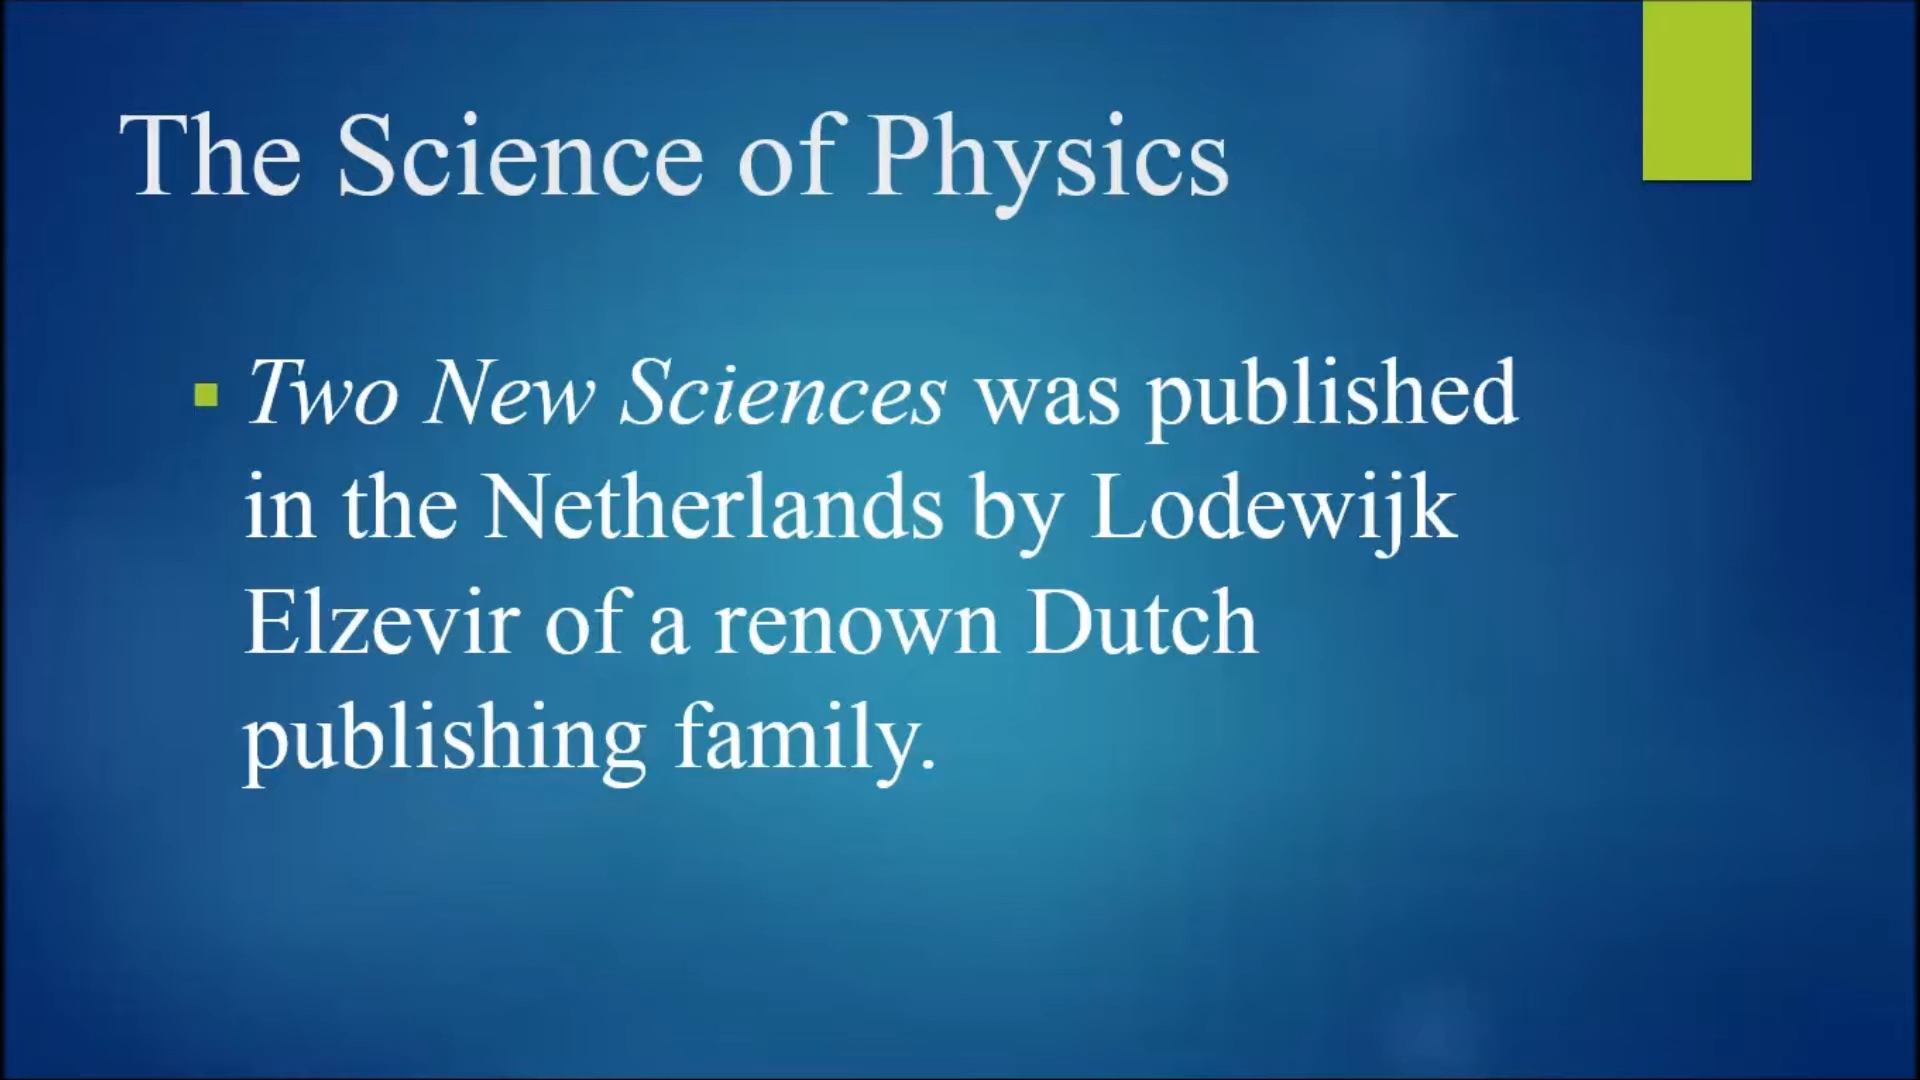 The Science of Physics
Two New Sciences was published
in the Netherlands by Lodewijk
Elzevir of a renown Dutch
publishing family.